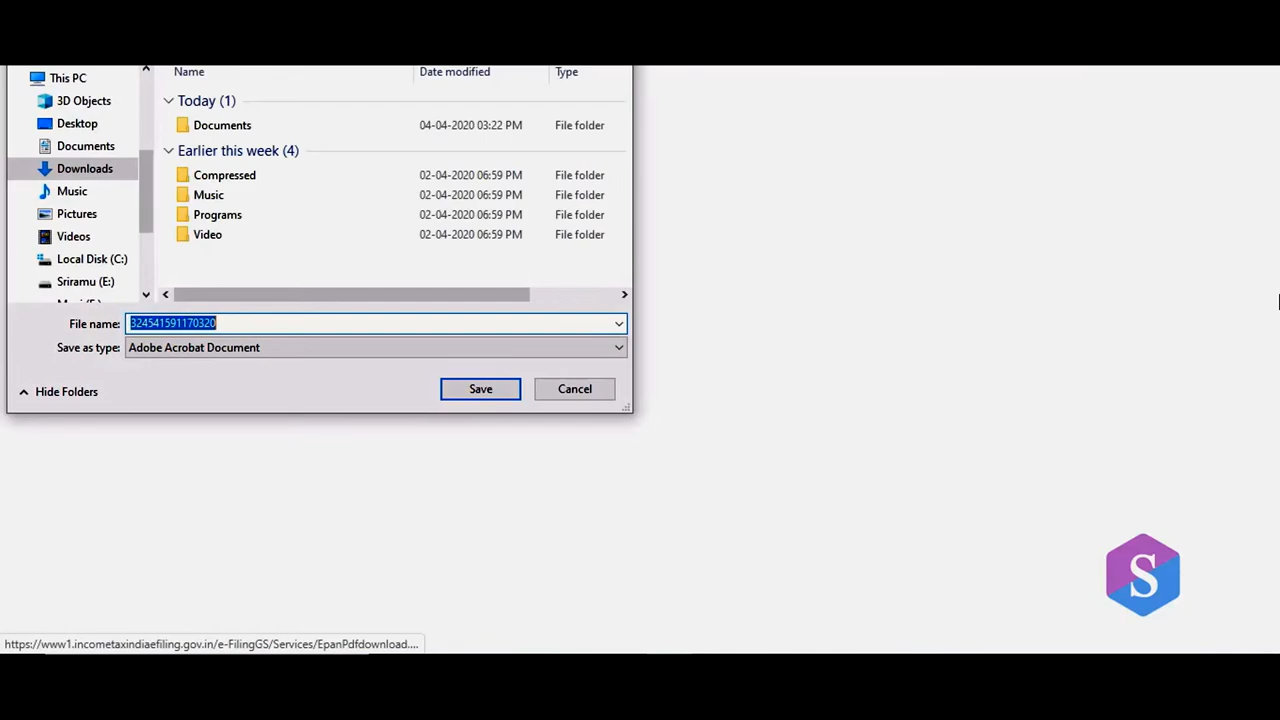 This PC
3D Objects
Desktop
Documents
Downloads
Music
Pictures
Videos
Local Disk (C:)
Sriramu (E:)
Name Date modified Type
Today (1)
Documents 04-04-2020 03:22 PM File folder
Earlier this week (4)
Compressed 02-04-2020 06:59 PM File folder
Music 02-04-2020 06:59 PM File folder
Programs 02-04-2020 06:59 PM File folder
Video 02-04-2020 06:59 PM File folder
File name: 324541591170320
Save as type: Adobe Acrobat Document
Hide Folders Save Cancel
S
https://www1.incometaxindiaefiling.gov.in/e-FilingGS/Services/EpanPdfdownload....